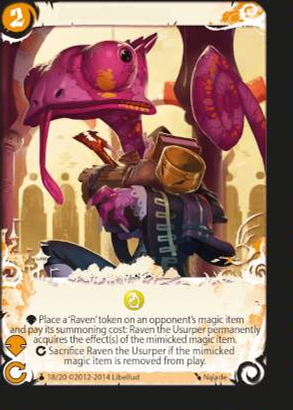 2
Place a 'Raven' token on an opponent's magic item
and pay its summoning cost: Raven the Usurper permanently
acquires the effect(s) of the mimicked magic item.
Sacrifice Raven the Usurper if the mimicked
magic item is removed from play.
18/20 ©2012-2014 Libellud Naïade